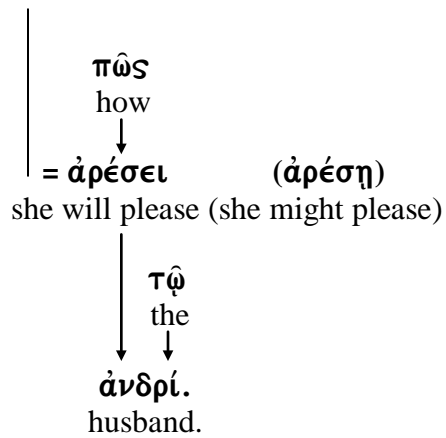 πῶς
how
= ἀρέσει (ἀρέσῃ)
she will please (she might please)
τῷ
the
ἀνδρί.
husband.